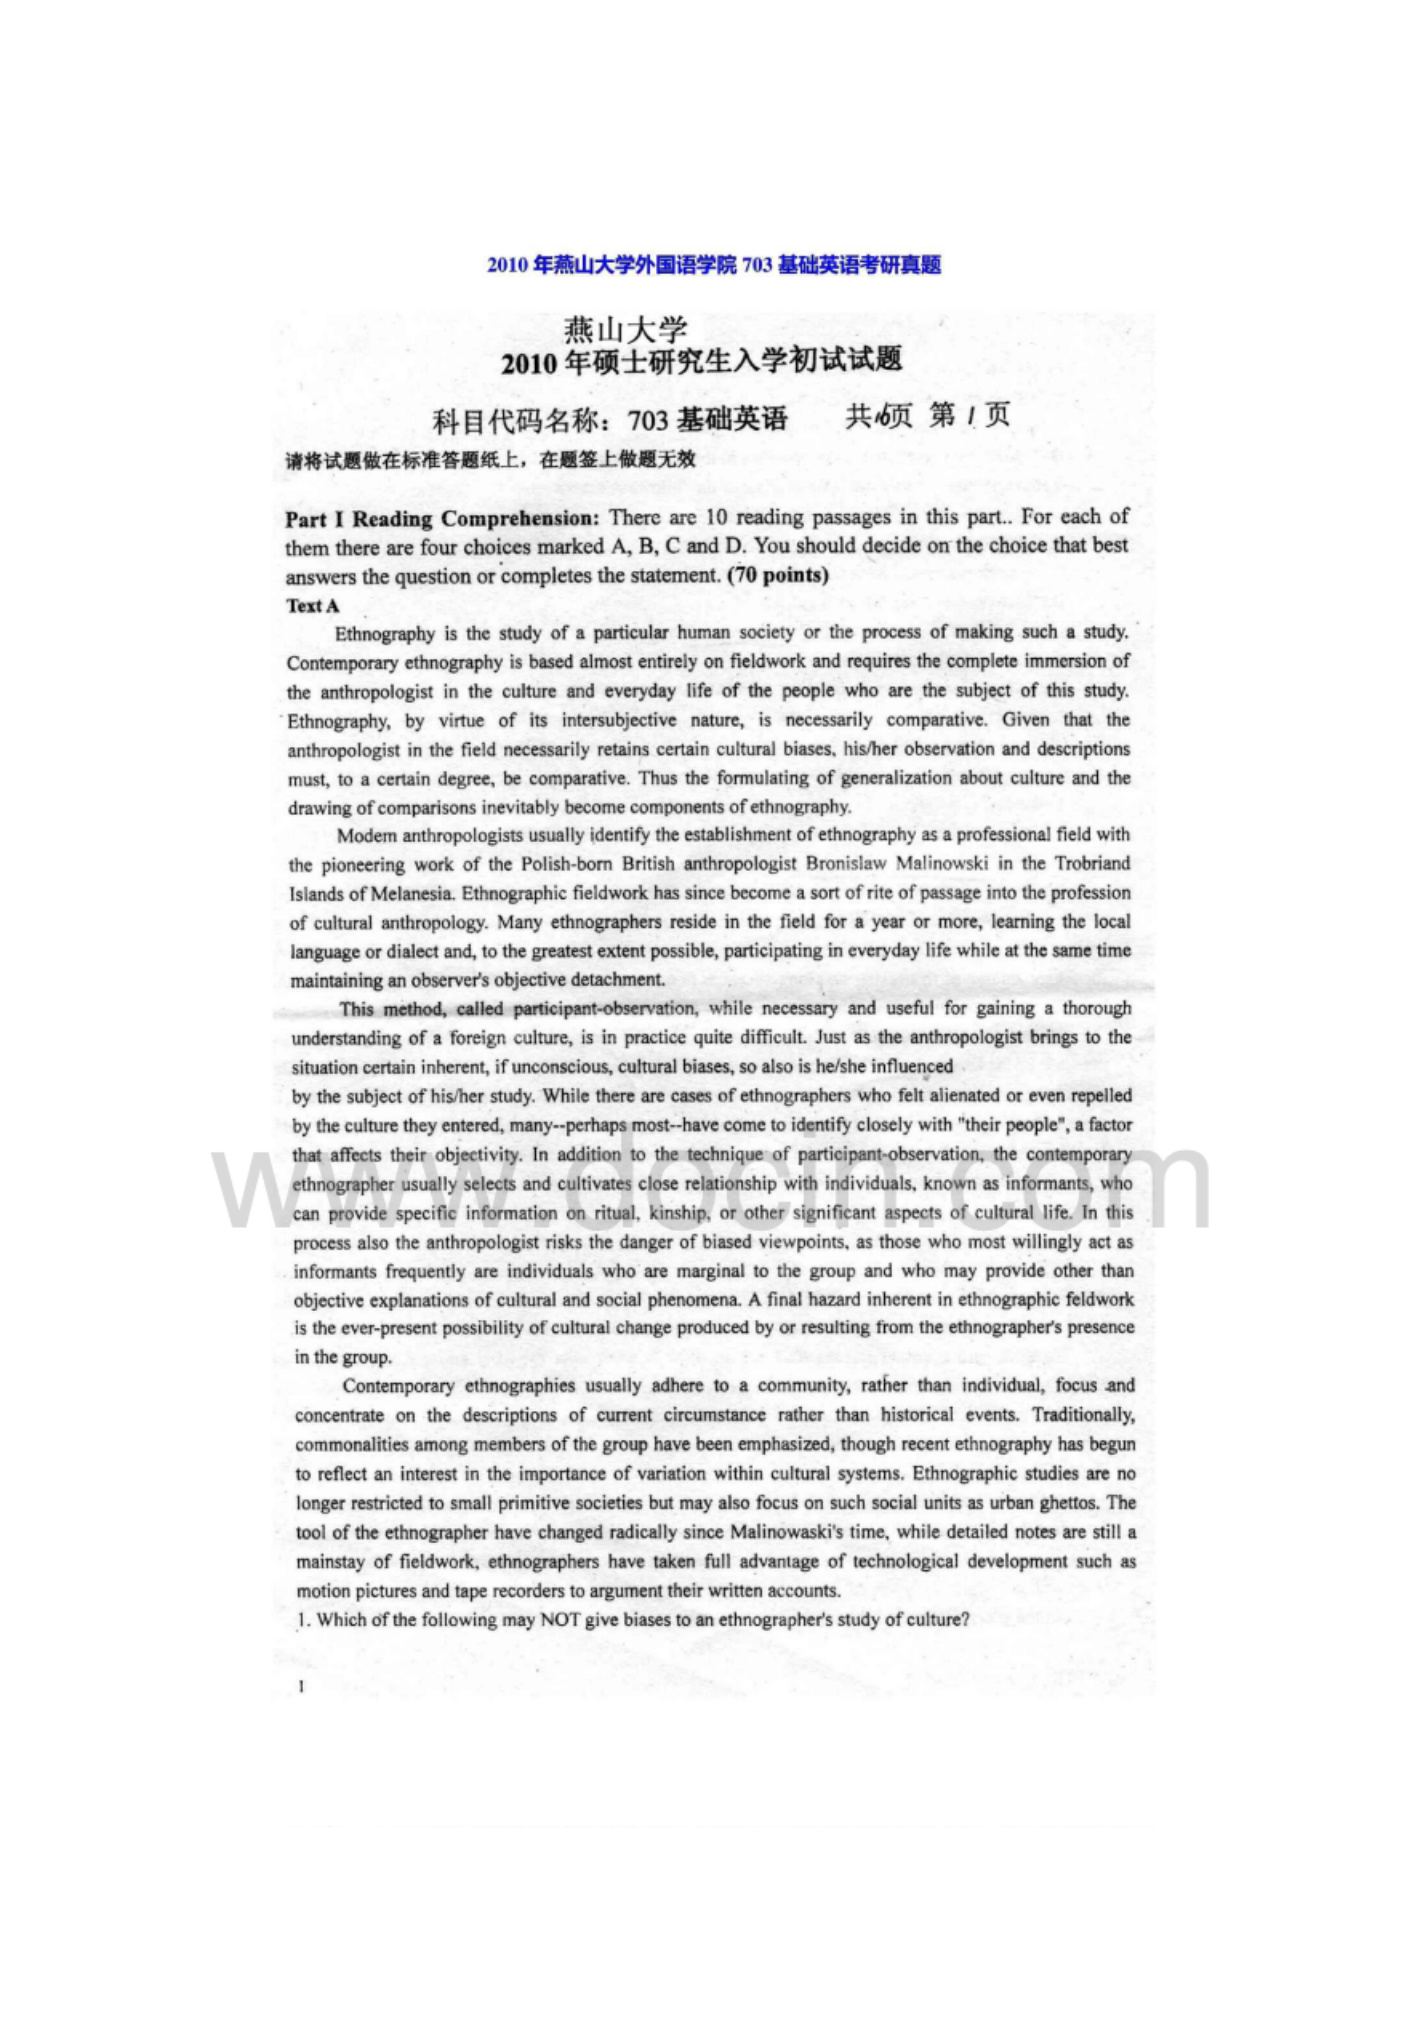 2010 年燕山大学外国语学院 703 基础英语考研真题
燕山大学
2010 年硕士研究生入学初试试题
科目代码名称：703 基础英语 共16页 第 1 页
请将试题做在标准答题纸上，在题签上做题无效
Part I Reading Comprehension: There are 10 reading passages in this part.. For each of
them there are four choices marked A, B, C and D. You should decide on the choice that best
answers the question or completes the statement. (70 points)
Text A
Ethnography is the study of a particular human society or the process of making such a study.
Contemporary ethnography is based almost entirely on fieldwork and requires the complete immersion of
the anthropologist in the culture and everyday life of the people who are the subject of this study.
Ethnography, by virtue of its intersubjective nature, is necessarily comparative. Given that the
anthropologist in the field necessarily retains certain cultural biases, his/her observation and descriptions
must, to a certain degree, be comparative. Thus the formulating of generalization about culture and the
drawing of comparisons inevitably become components of ethnography.
Modern anthropologists usually identify the establishment of ethnography as a professional field with
the pioneering work of the Polish-born British anthropologist Bronislaw Malinowski in the Trobriand
Islands of Melanesia. Ethnographic fieldwork has since become a sort of rite of passage into the profession
of cultural anthropology. Many ethnographers reside in the field for a year or more, learning the local
language or dialect and, to the greatest extent possible, participating in everyday life while at the same time
maintaining an observer's objective detachment.
This method, called participant-observation, while necessary and useful for gaining a thorough
understanding of a foreign culture, is in practice quite difficult. Just as the anthropologist brings to the
situation certain inherent, if unconscious, cultural biases, so also is he/she influenced
by the subject of his/her study. While there are cases of ethnographers who felt alienated or even repelled
by the culture they entered, many--perhaps most--have come to identify closely with "their people", a factor
that affects their objectivity. In addition to the technique of participant-observation, the contemporary
ethnographer usually selects and cultivates close relationship with individuals, known as informants, who
can provide specific information on ritual, kinship, or other significant aspects of cultural life. In this
process also the anthropologist risks the danger of biased viewpoints, as those who most willingly act as
informants frequently are individuals who are marginal to the group and who may provide other than
objective explanations of cultural and social phenomena. A final hazard inherent in ethnographic feldwork
is the ever-present possibility of cultural change produced by or resulting from the ethnographer's presence
in the group.
Contemporary ethnographies usually adhere to a community, rather than individual, focus and
concentrate on the descriptions of current circumstance rather than historical events. Traditionally,
commonalities among members of the group have been emphasized, though recent ethnography has begun
to reflect an interest in the importance of variation within cultural systems. Ethnographic studies are no
longer restricted to small primitive societies but may also focus on such social units as urban ghettos. The
tool of the ethnographer have changed radically since Malinowaski's time, while detailed notes are still a
mainstay of fieldwork, ethnographers have taken full advantage of technological development such as
motion pictures and tape recorders to argument their written accounts.
1. Which of the following may NOT give biases to an ethnographer's study of culture?
1
www.docin.com